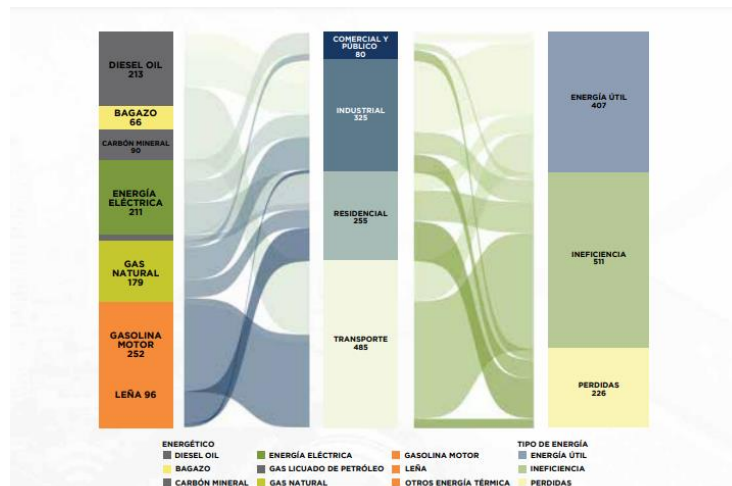 DIESEL OIL
213
BAGAZO
66
CARBÓN MINERAL
90
ENERGÍA
ELÉCTRICA
211
GAS
NATURAL
179
GASOLINA
MOTOR
252
LEÑA 96
COMERCIAL Y
PÚBLICO
80
INDUSTRIAL
325
RESIDENCIAL
255
TRANSPORTE
485
ENERGÍA ÚTIL
407
INEFICIENCIA
511
PERDIDAS
226
ENERGÉTICO
DIESEL OIL
BAGAZO
CARBÓN MINERAL
ENERGÍA ELÉCTRICA
GAS LICUADO DE PETRÓLEO
GAS NATURAL
GASOLINA MOTOR
LEÑA
OTROS ENERGÍA TÉRMICA
TIPO DE ENERGÍA
ENERGÍA ÚTIL
INEFICIENCIA
PERDIDAS